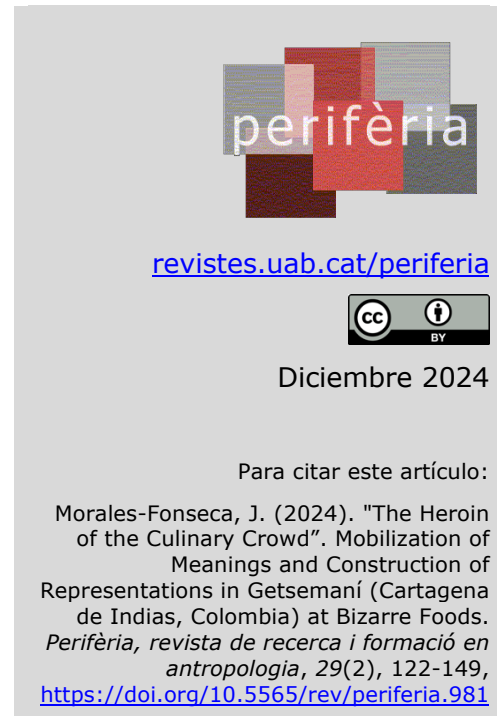 perifèria
revistes.uab.cat/periferia
cc
BY
Diciembre 2024
Para citar este artículo:
Morales-Fonseca, J. (2024). "The Heroin
of the Culinary Crowd”. Mobilization of
Meanings and Construction of
Representations in Getsemaní (Cartagena
de Indias, Colombia) at Bizarre Foods.
Perifèria, revista de recerca i formació en
antropologia, 29(2), 122-149,
https://doi.org/10.5565/rev/periferia.981